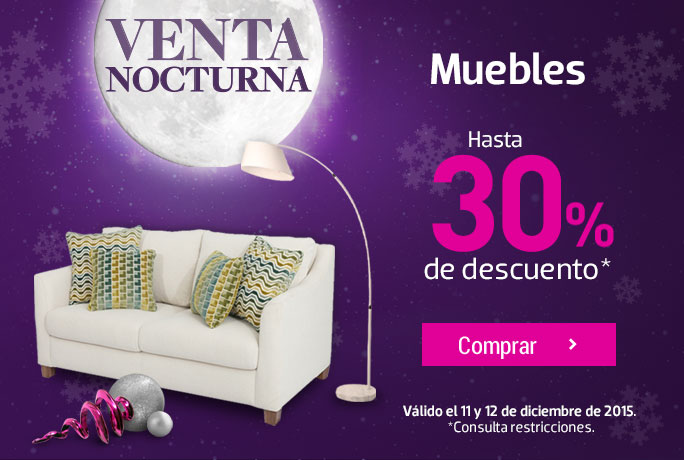 VENTA
NOCTURNA
Muebles
Hasta
30%
de descuento*
Comprar >
Válido el 11 y 12 de diciembre de 2015.
*Consulta restricciones.